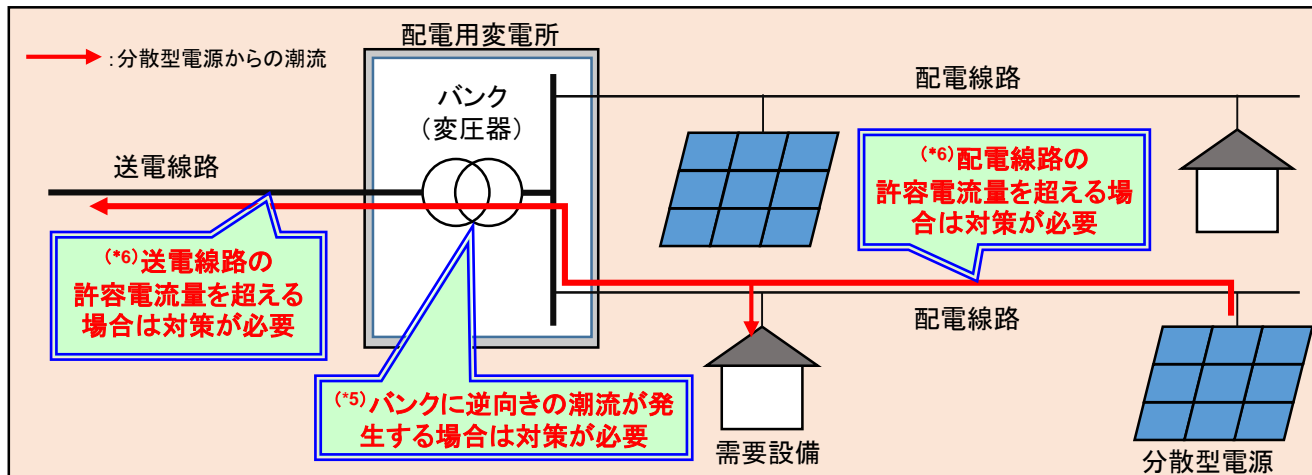 配電用変電所
:分散型電源からの潮流
バンク
(変圧器)
配電線路
送電線路
(*6)配電線路の
許容電流量を超える場
合は対策が必要
(*6)送電線路の
許容電流量を超える
場合は対策が必要
配電線路
(*5)バンクに逆向きの潮流が発
生する場合は対策が必要
需要設備
分散型電源